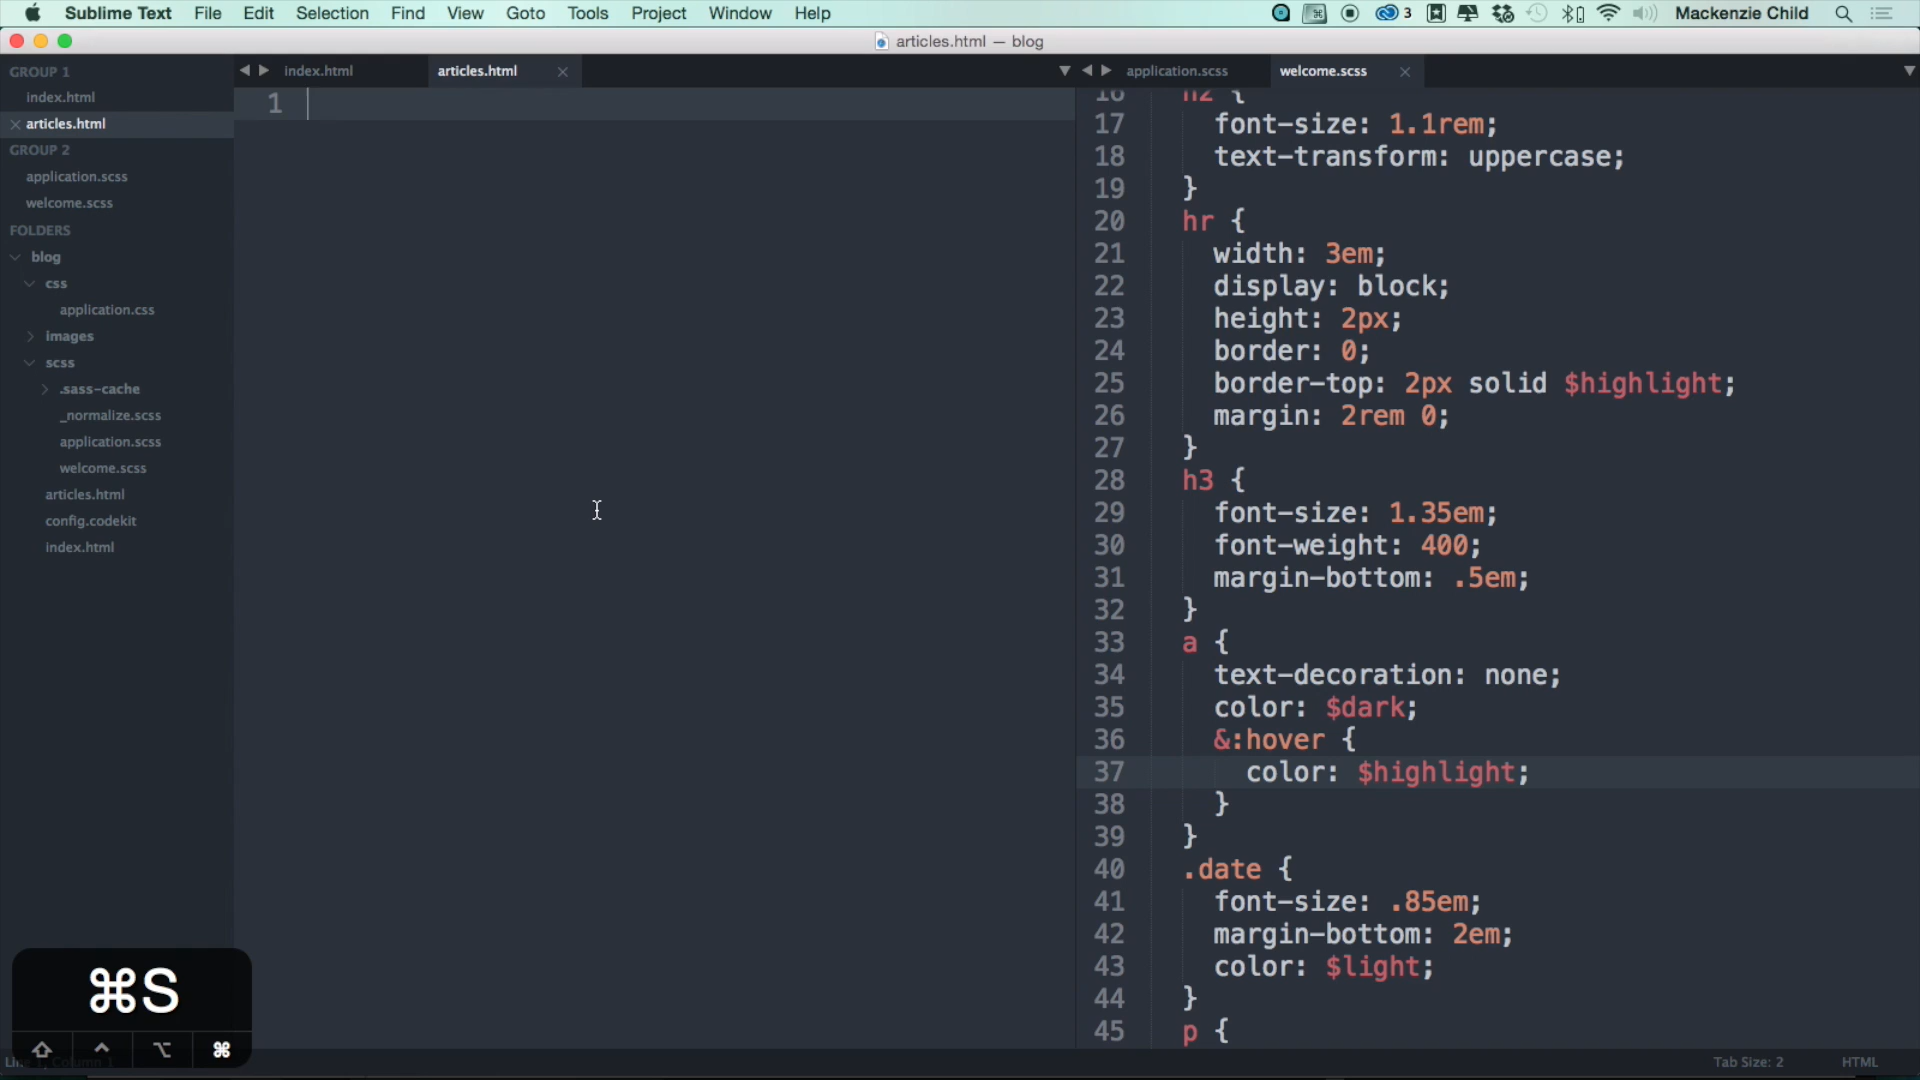 Sublime Text File Edit Selection Find View Goto Tools Project Window Help 3 Mackenzie Child
articles.html — blog
GROUP 1
index.html
articles.html
GROUP 2
application.scss
welcome.scss
FOLDERS
blog
css
application.css
images
scss
.sass-cache
_normalize.scss
application.scss
welcome.scss
articles.html
config.codekit
index.html
index.html articles.html
1
application.scss welcome.scss
16 h2 {
17 font-size: 1.1rem;
18 text-transform: uppercase;
19 }
20 hr {
21 width: 3em;
22 display: block;
23 height: 2px;
24 border: 0;
25 border-top: 2px solid $highlight;
26 margin: 2rem 0;
27 }
28 h3 {
29 font-size: 1.35em;
30 font-weight: 400;
31 margin-bottom: .5em;
32 }
33 a {
34 text-decoration: none;
35 color: $dark;
36 &:hover {
37 color: $highlight;
38 }
39 }
40 .date {
41 font-size: .85em;
42 margin-bottom: 2em;
43 color: $light;
44 }
45 p {
⌘S
⇧ ⌃ ⌥ ⌘
Tab Size: 2 HTML